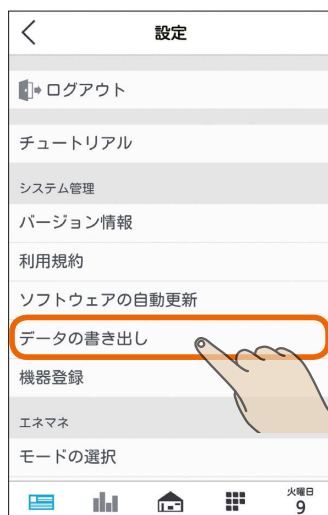 設定
ログアウト
チュートリアル
システム管理
バージョン情報
利用規約
ソフトウェアの自動更新
データの書き出し
機器登録
エネマネ
モードの選択
火曜日
9